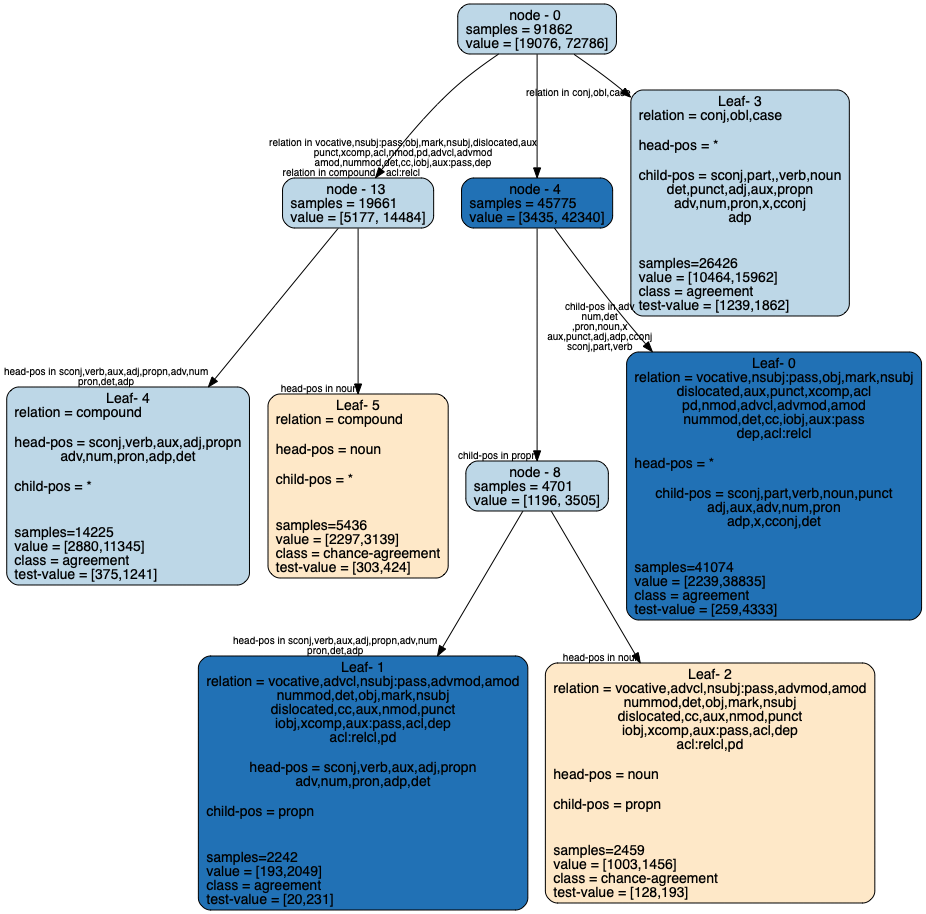 node - 0
samples = 91862
value = [19076, 72786]
relation in conj,obl,case
Leaf- 3
relation = conj,obl,case
head-pos = *
child-pos = sconj,part,,verb,noun
det,punct,adj,aux,propn
adv,num,pron,x,cconj
adp
samples=26426
value = [10464,15962]
class = agreement
test-value = [1239,1862]
relation in vocative,nsubj:pass,obj,mark,nsubj,dislocated,aux
punct,xcomp,acl,nmod,pd,advcl,advmod
amod,nummod,det,cc,iobj,aux:pass,dep
acl:relcl
relation in compound
node - 13
samples = 19661
value = [5177, 14484]
node - 4
samples = 45775
value = [3435, 42340]
child-pos in adv
num,det
,pron,noun,x
aux,punct,adj,adp,cconj
sconj,part,verb
head-pos in sconj,verb,aux,adj,propn,adv,num
pron,det,adp
Leaf- 4
relation = compound
head-pos = sconj,verb,aux,adj,propn
adv,num,pron,adp,det
child-pos = *
samples=14225
value = [2880,11345]
class = agreement
test-value = [375,1241]
head-pos in noun
Leaf- 5
relation = compound
head-pos = noun
child-pos = *
samples=5436
value = [2297,3139]
class = chance-agreement
test-value = [303,424]
Leaf- 0
relation = vocative,nsubj:pass,obj,mark,nsubj
dislocated,aux,punct,xcomp,acl
pd,nmod,advcl,advmod,amod
nummod,det,cc,iobj,aux:pass
dep,acl:relcl
head-pos = *
child-pos = sconj,part,verb,noun,punct
adj,aux,adv,num,pron
adp,x,cconj,det
samples=41074
value = [2239,38835]
class = agreement
test-value = [259,4333]
child-pos in propn
node - 8
samples = 4701
value = [1196, 3505]
head-pos in sconj,verb,aux,adj,propn,adv,num
pron,det,adp
Leaf- 1
relation = vocative,advcl,nsubj:pass,advmod,amod
nummod,det,obj,mark,nsubj
dislocated,cc,aux,nmod,punct
iobj,xcomp,aux:pass,acl,dep
acl:relcl,pd
head-pos = sconj,verb,aux,adj,propn
adv,num,pron,adp,det
child-pos = propn
samples=2242
value = [193,2049]
class = agreement
test-value = [20,231]
head-pos in noun
Leaf- 2
relation = vocative,advcl,nsubj:pass,advmod,amod
nummod,det,obj,mark,nsubj
dislocated,cc,aux,nmod,punct
iobj,xcomp,aux:pass,acl,dep
acl:relcl,pd
head-pos = noun
child-pos = propn
samples=2459
value = [1003,1456]
class = chance-agreement
test-value = [128,193]